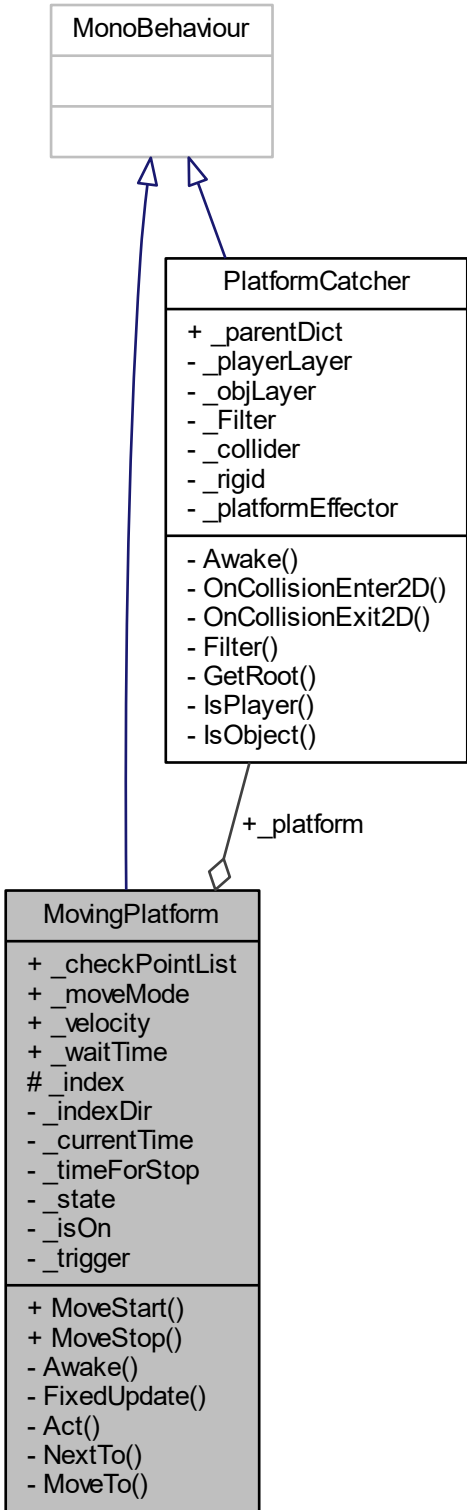 MonoBehaviour
PlatformCatcher
+ _parentDict
- _playerLayer
- _objLayer
- _Filter
- _collider
- _rigid
- _platformEffector
- Awake()
- OnCollisionEnter2D()
- OnCollisionExit2D()
- Filter()
- GetRoot()
- IsPlayer()
- IsObject()
+_platform
MovingPlatform
+ _checkPointList
+ _moveMode
+ _velocity
+ _waitTime
# _index
- _indexDir
- _currentTime
- _timeForStop
- _state
- _isOn
- _trigger
+ MoveStart()
+ MoveStop()
- Awake()
- FixedUpdate()
- Act()
- NextTo()
- MoveTo()